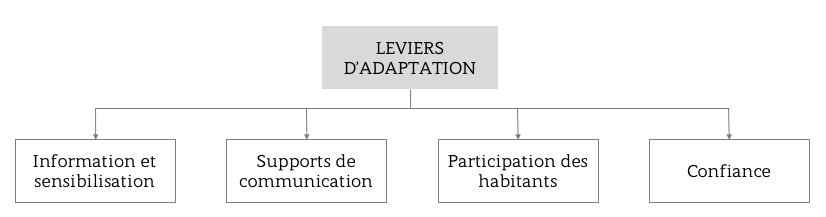 LEVIERS
D’ADAPTATION
Information et
sensibilisation
Supports de
communication
Participation des
habitants
Confiance